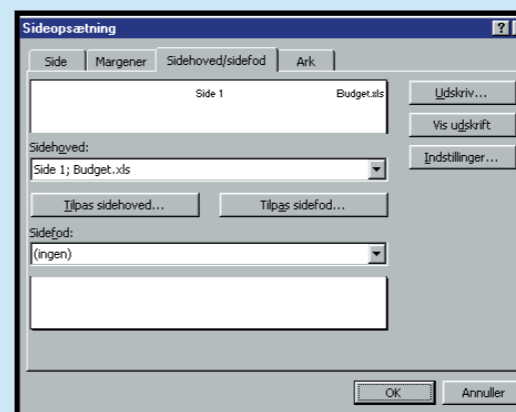 Sideopsætning
?
Side Margener Sidehoved/sidefod Ark
Side 1 Budget.xls
Udskriv...
Vis udskrift
Indstillinger...
Sidehoved:
Side 1; Budget.xls
Tilpas sidehoved... Tilpas sidefod...
Sidefod:
(ingen)
OK Annuller